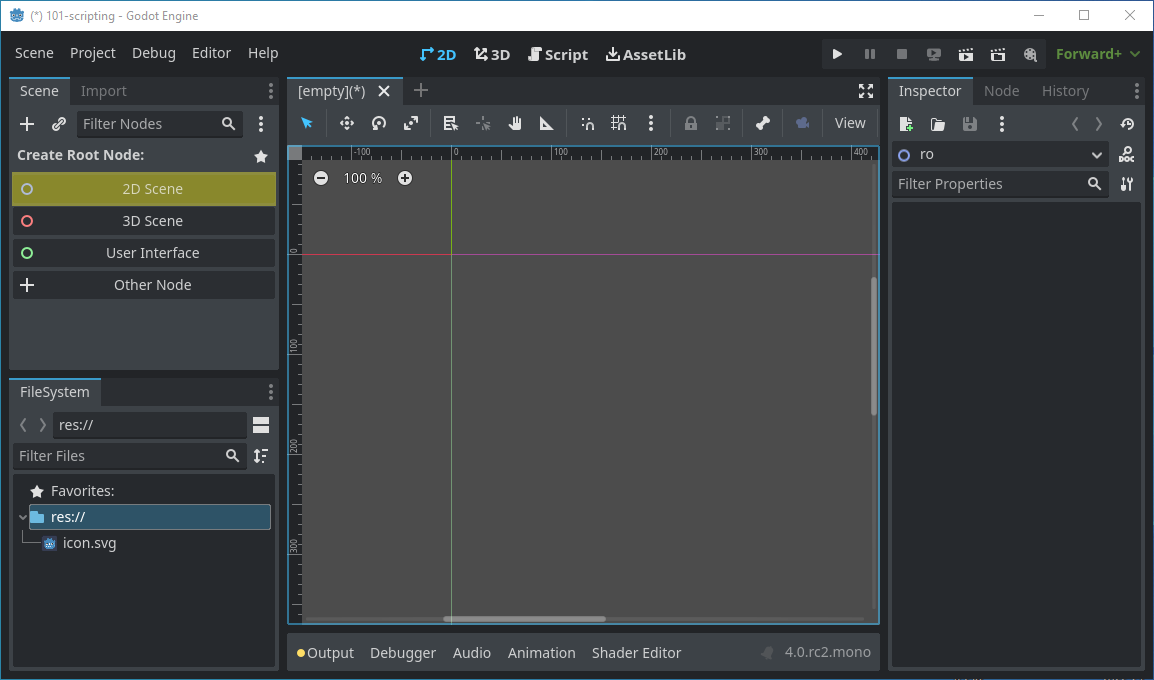 (*) 101-scripting - Godot Engine
Scene Project Debug Editor Help
2D 3D Script AssetLib
Forward+
Scene Import
Filter Nodes
Create Root Node:
2D Scene
3D Scene
User Interface
Other Node
FileSystem
res://
Filter Files
Favorites:
res://
icon.svg
[empty](*)
View
-100 0 100 200 300 400
100 %
0
100
200
300
Output Debugger Audio Animation Shader Editor 4.0.rc2.mono
Inspector Node History
ro
DOC
Filter Properties